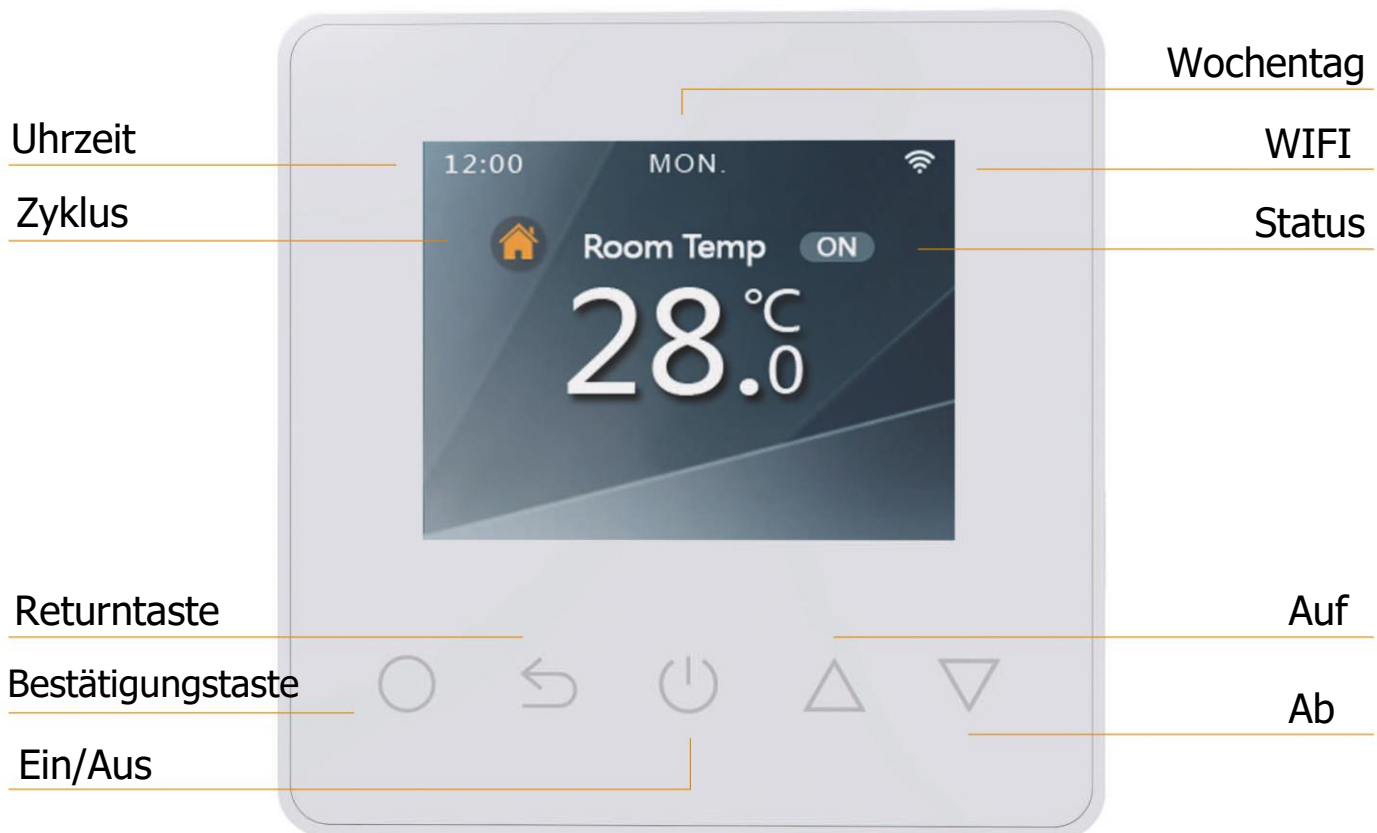 Wochentag
Uhrzeit
WIFI
12:00 MON.
Zyklus
Status
Room Temp ON
28.0 °C
Returntaste
Auf
Bestätigungstaste
Ab
Ein/Aus